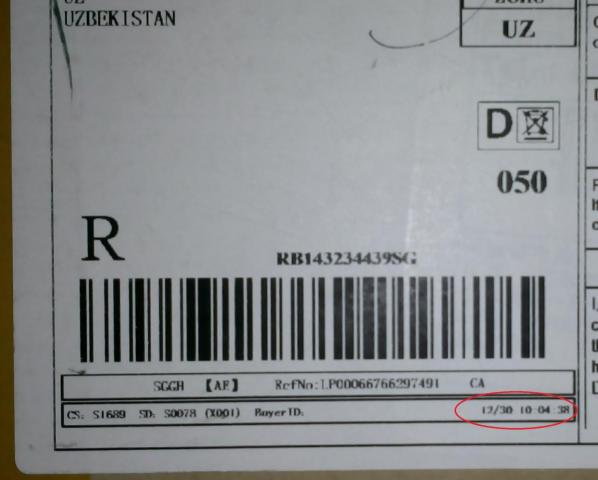 UZBEKISTAN
UZ
D
050
R
RB143234439SG
SGGH 【AE】 RefNo:LP00066766297491 CA
CS: S1689 SD: S0078 (X001) BuyerID: 12/30 10:04:38